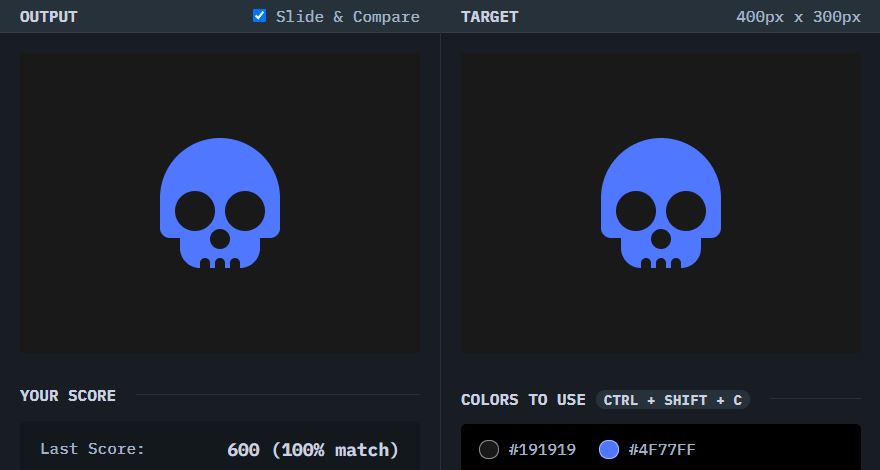 OUTPUT
Slide & Compare
TARGET
400px x 300px
YOUR SCORE
Last Score:
600 (100% match)
COLORS TO USE
CTRL + SHIFT + C
#191919
#4F77FF